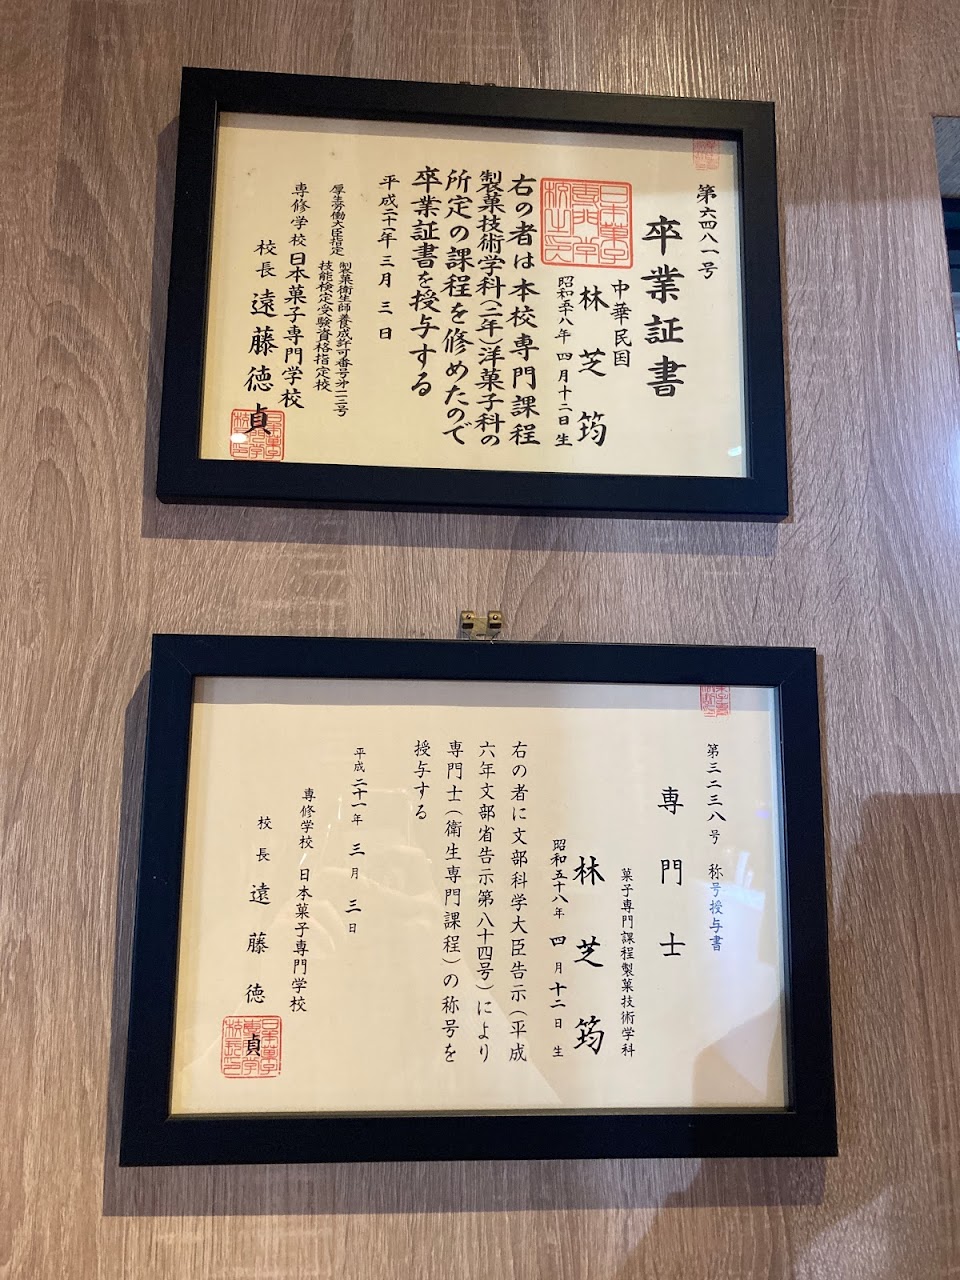 第六四八一号
卒業証書
中華民国
林芝筠
昭和五十八年四月十二日生
右の者は本校専門課程
製菓技術学科(二年)洋菓子科の
所定の課程を修めたので
卒業証書を授与する
平成二十一年三月三日
厚生労働大臣指定
製菓衛生師養成許可番号第一三号
技能検定受験資格指定校
専修学校日本菓子専門学校
校長遠藤徳貞
第三二三八号 称号授与書
専門士
菓子専門課程製菓技術学科
林芝筠
昭和五十八年四月十二日生
右の者に文部科学大臣告示(平成
六年文部省告示第八十四号)により
専門士(衛生専門課程)の称号を
授与する
平成二十一年三月三日
専修学校 日本菓子専門学校
校長 遠藤徳貞